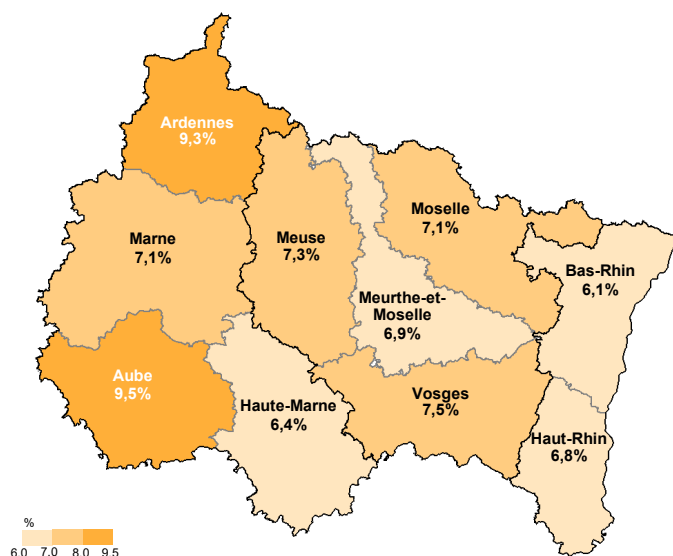 Ardennes
9,3%
Marne
7,1%
Meuse
7,3%
Moselle
7,1%
Bas-Rhin
6,1%
Meurthe-et-
Moselle
6,9%
Aube
9,5%
Haute-Marne
6,4%
Vosges
7,5%
Haut-Rhin
6,8%
%
6.0 7.0 8.0 9.5